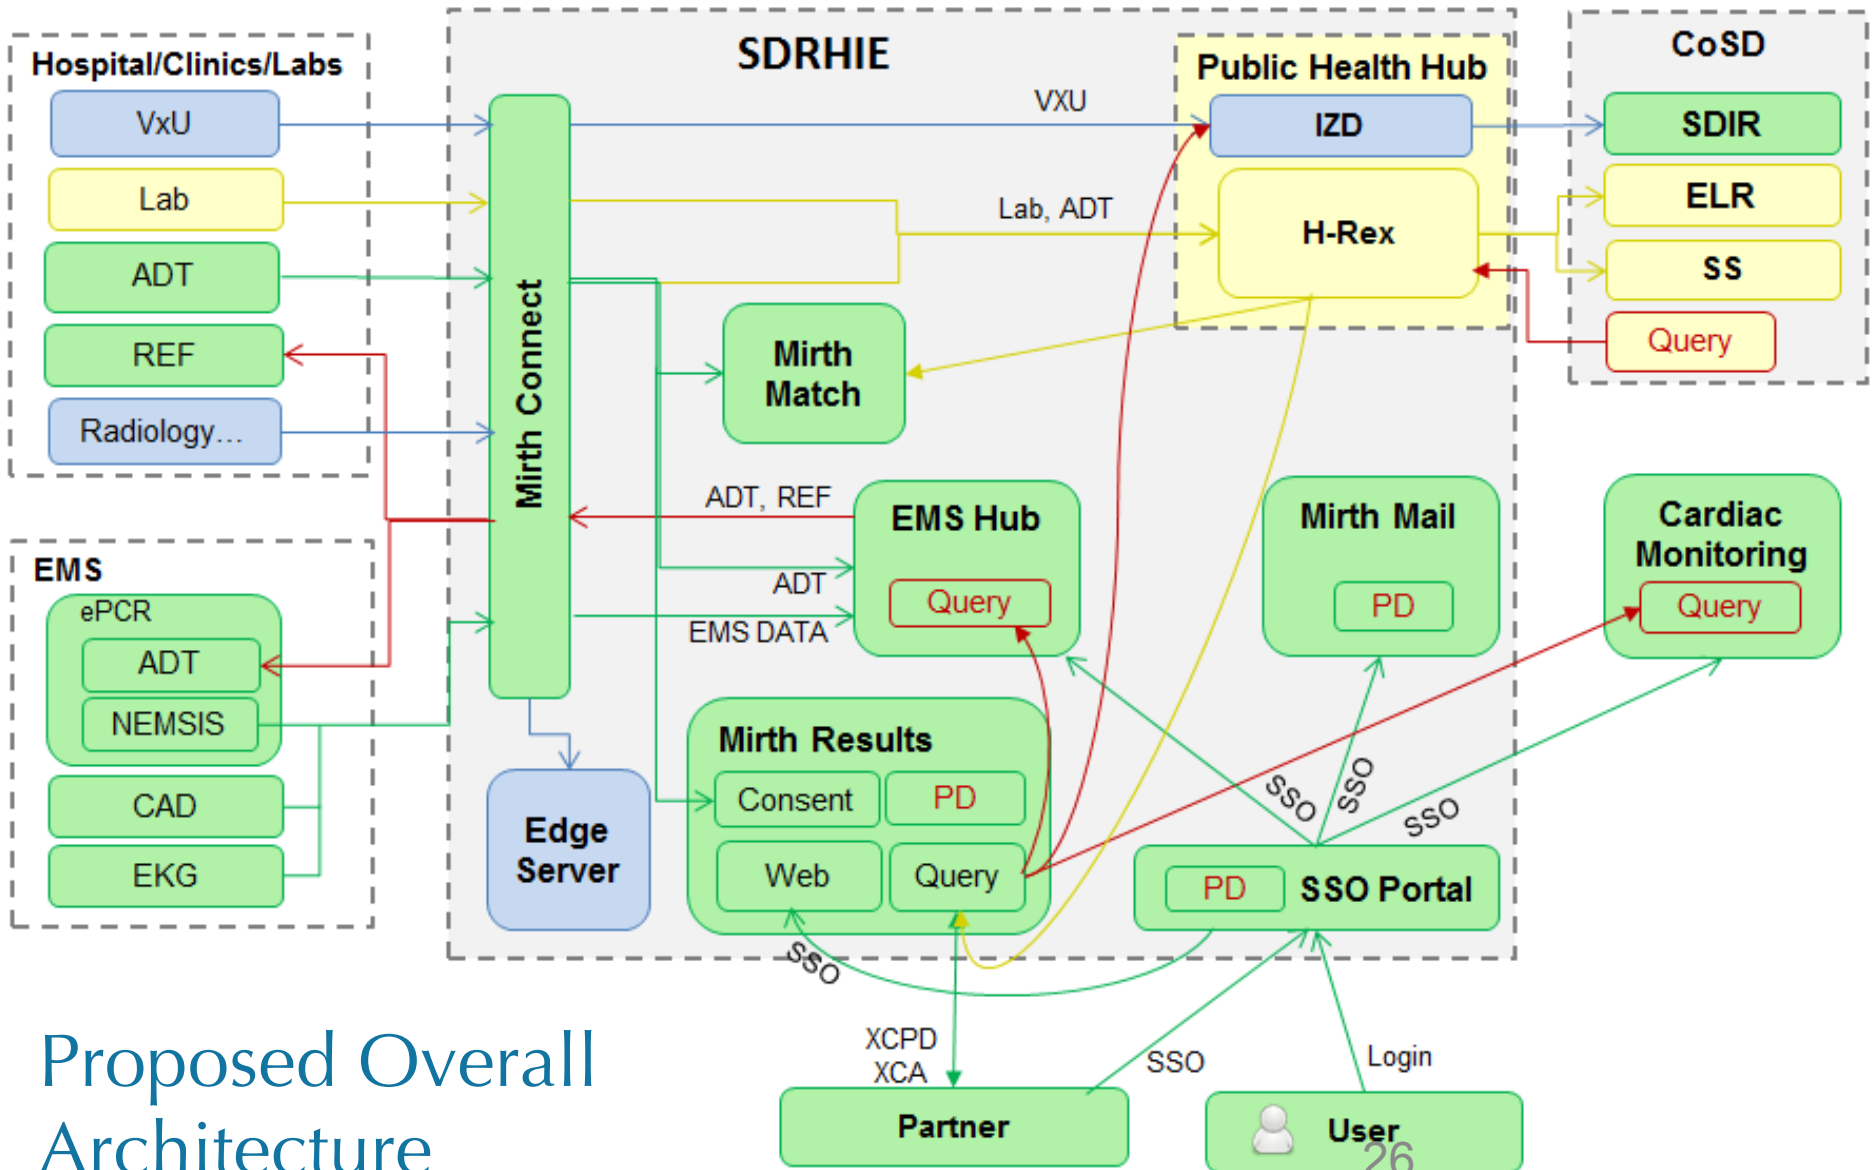 Hospital/Clinics/Labs
VxU
Lab
ADT
REF
Radiology...
EMS
ePCR
ADT
NEMSIS
CAD
EKG
SDRHIE
Mirth Connect
VXU
Lab, ADT
Public Health Hub
IZD
H-Rex
CoSD
SDIR
ELR
SS
Query
Mirth
Match
ADT, REF
ADT
EMS DATA
EMS Hub
Query
Mirth Mail
PD
Cardiac
Monitoring
Query
Edge
Server
Mirth Results
Consent
PD
Web
Query
SSO
SSO
SSO
PD
SSO Portal
SSO
XCPD
XCA
SSO
Login
Partner
User
Proposed Overall
Architecture
26